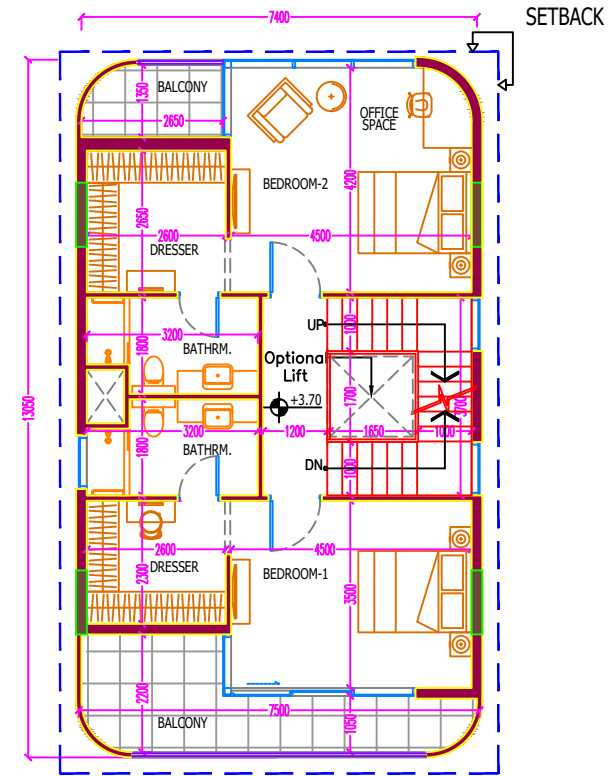 7400
SETBACK
BALCONY
1350
2650
OFFICE
SPACE
BEDROOM-2
4200
2650
2600
4500
DRESSER
UP
1000
3200
1800
BATHRM.
Optional
Lift
+3.70
1700
3700
13050
3200
1200
1650
1000
1800
BATHRM.
DN
1000
2600
4500
DRESSER
BEDROOM-1
2300
3500
2200
7500
BALCONY
1050